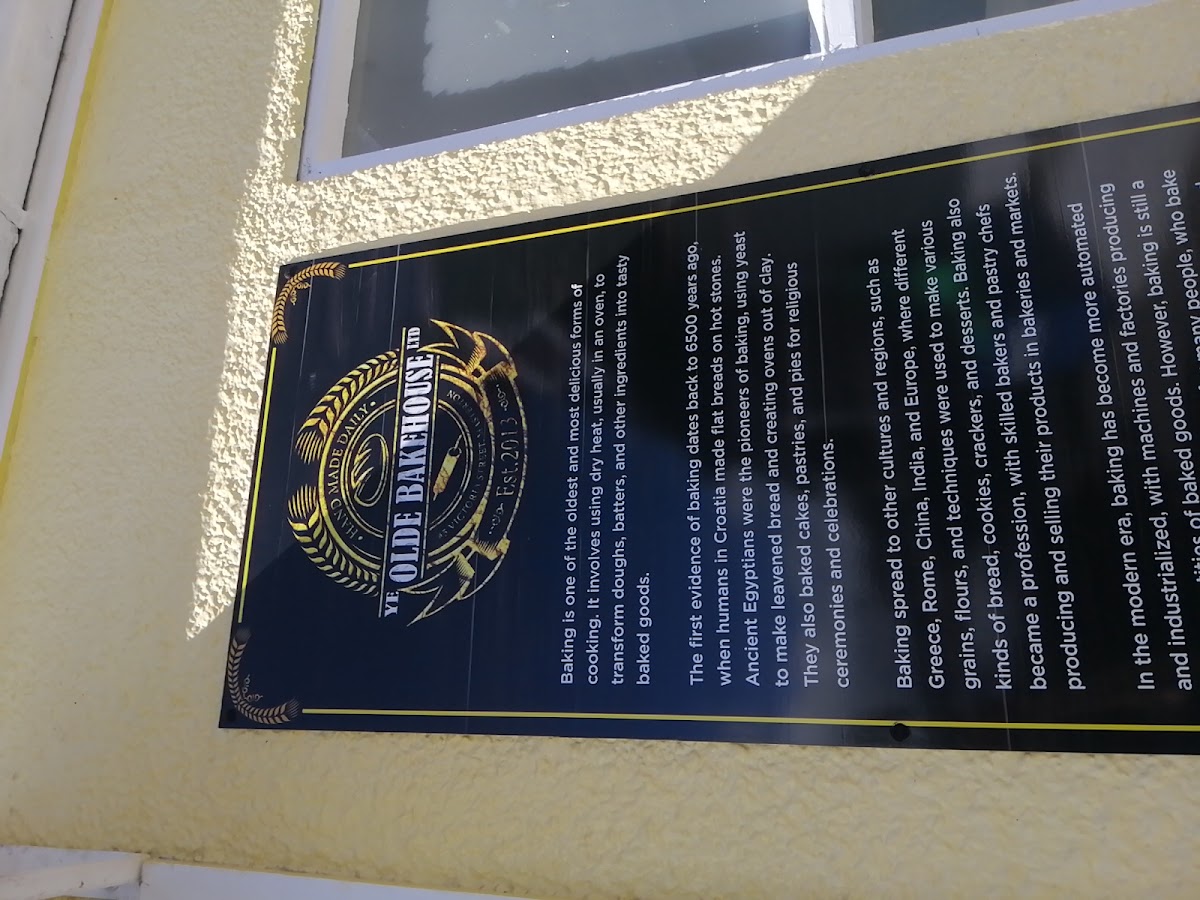 HAND MADE DAILY
YE OLDE BAKEHOUSE LTD
VICTORY STREET
Est 2013
Baking is one of the oldest and most delicious forms of
cooking. It involves using dry heat, usually in an oven, to
transform doughs, batters, and other ingredients into tasty
baked goods.
The first evidence of baking dates back to 6500 years ago,
when humans in Croatia made flat breads on hot stones.
Ancient Egyptians were the pioneers of baking, using yeast
to make leavened bread and creating ovens out of clay.
They also baked cakes, pastries, and pies for religious
ceremonies and celebrations.
Baking spread to other cultures and regions, such as
Greece, Rome, China, India, and Europe, where different
grains, flours, and techniques were used to make various
kinds of bread, cookies, crackers, and desserts. Baking also
became a profession, with skilled bakers and pastry chefs
producing and selling their products in bakeries and markets.
In the modern era, baking has become more automated
and industrialized, with machines and factories producing
of baked goods. However, baking is still a
people, who bake